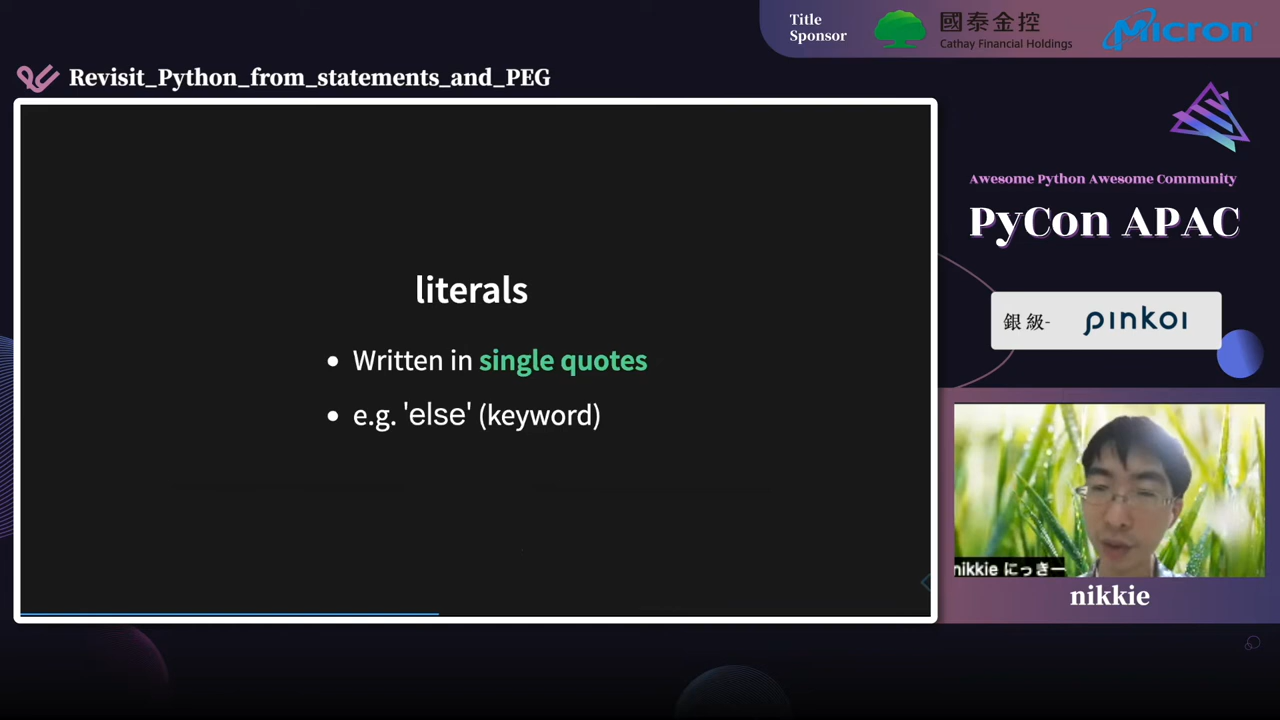 Title
Sponsor
國泰金控
Cathay Financial Holdings
Micron
Revisit_Python_from_statements_and_PEG
literals
• Written in single quotes
• e.g. 'else' (keyword)
Awesome Python Awesome Community
PyCon APAC
銀級- pinkoi
nikkie にっきー
nikkie